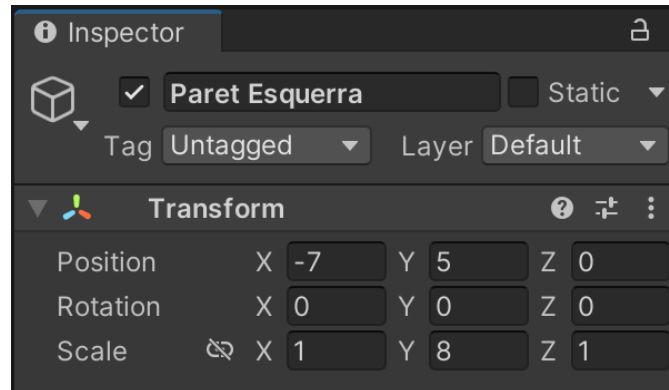 Inspector
Paret Esquerra Static
Tag Untagged Layer Default
Transform
Position X -7 Y 5 Z 0
Rotation X 0 Y 0 Z 0
Scale X 1 Y 8 Z 1